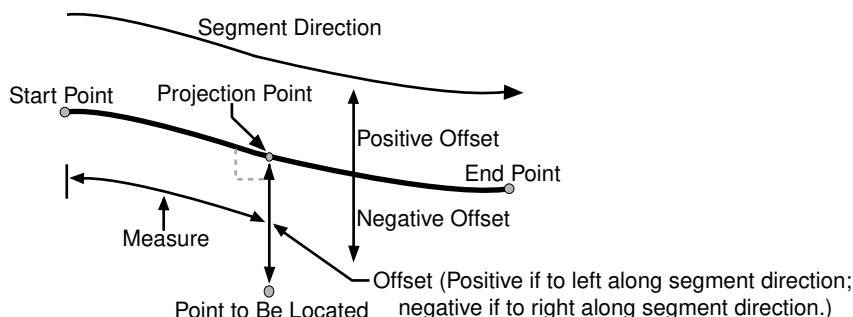 Segment Direction
Start Point
Projection Point
Positive Offset
End Point
Negative Offset
Measure
Offset (Positive if to left along segment direction;
negative if to right along segment direction.)
Point to Be Located